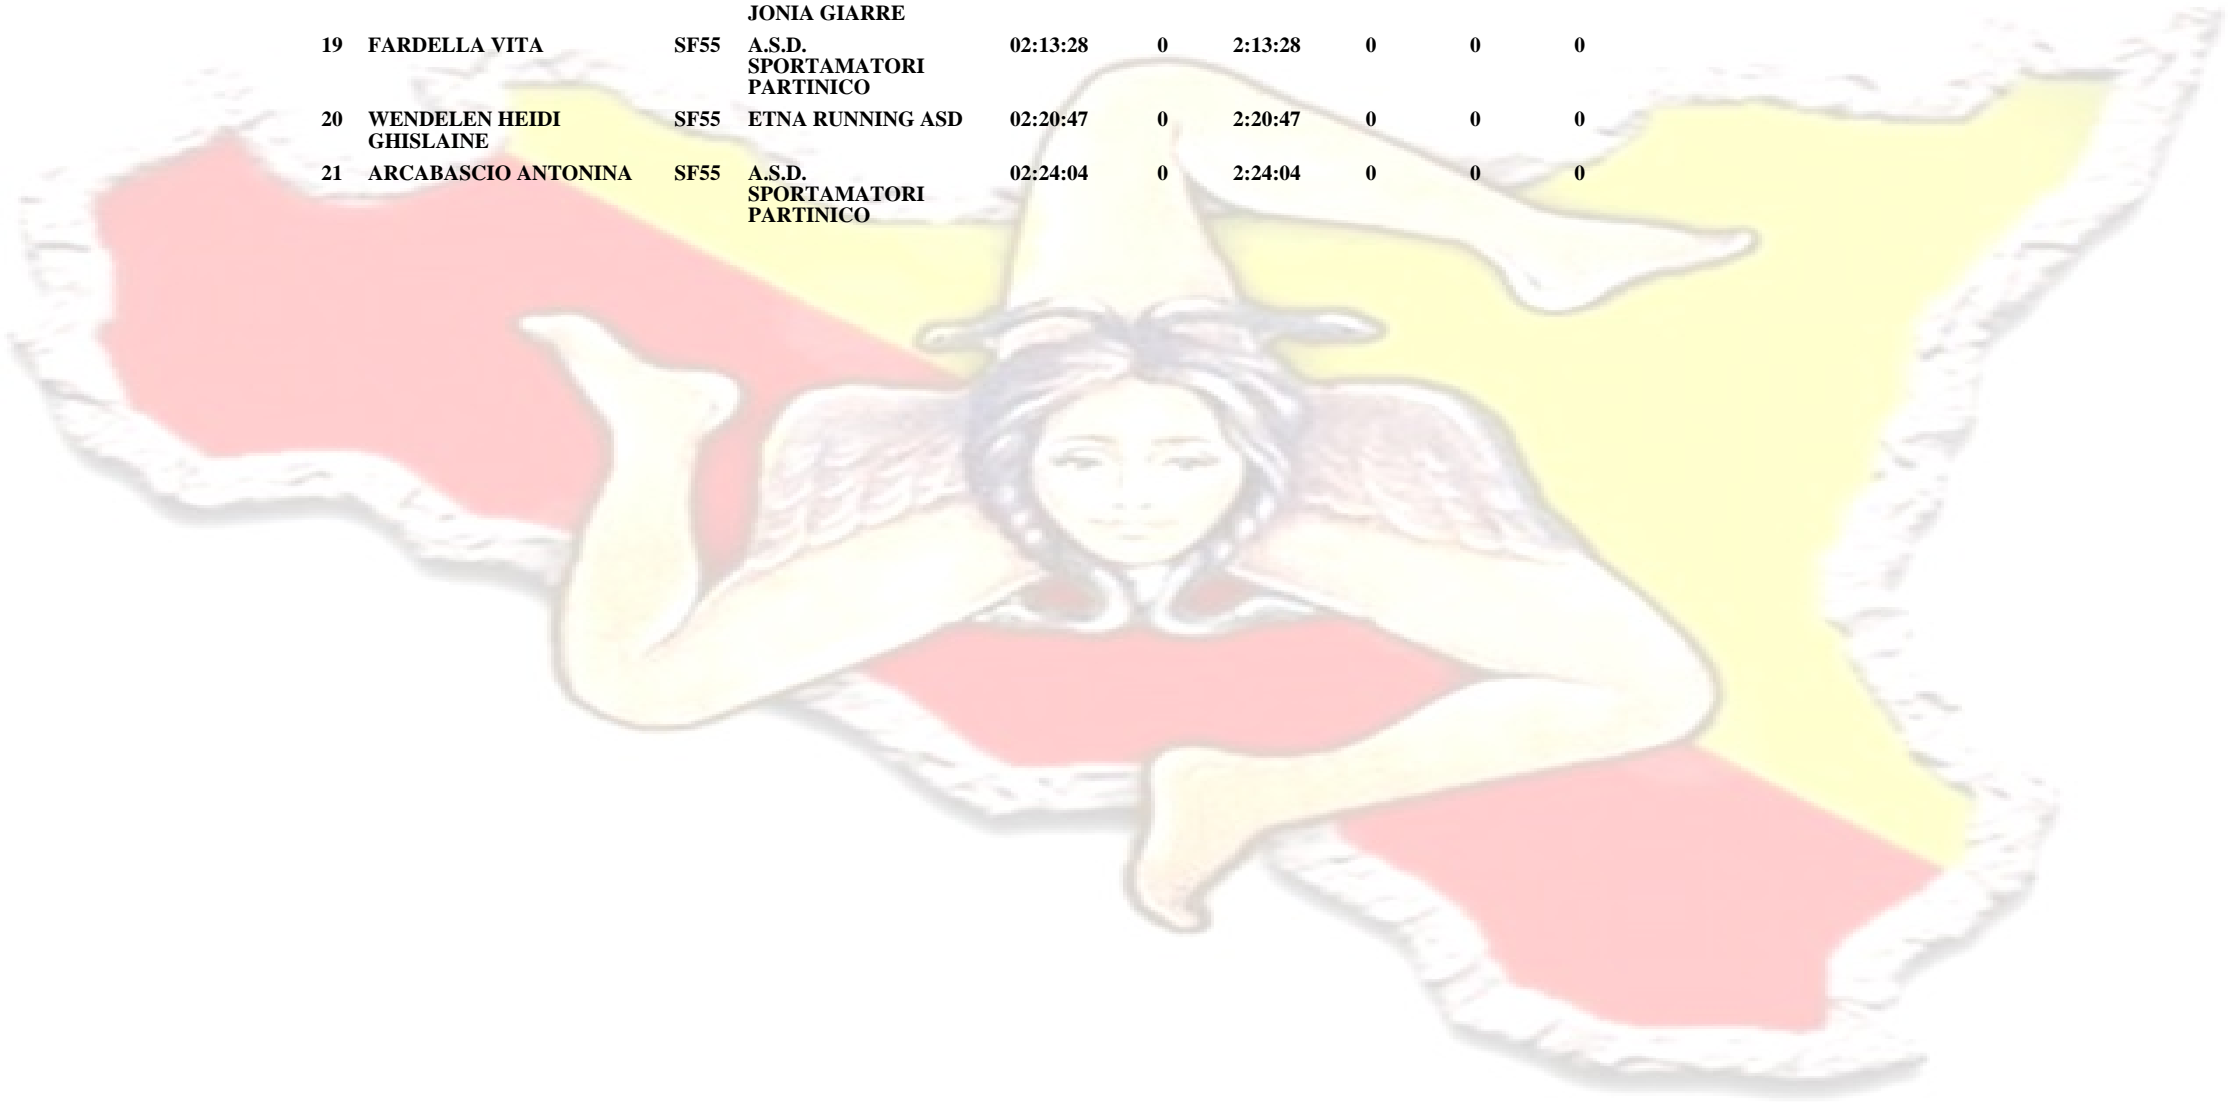 JONIA GIARRE
19 FARDELLA VITA SF55 A.S.D. 02:13:28 0 2:13:28 0 0 0
SPORTAMATORI
PARTINICO
20 WENDELEN HEIDI SF55 ETNA RUNNING ASD 02:20:47 0 2:20:47 0 0 0
GHISLAINE
21 ARCABASCIO ANTONINA SF55 A.S.D. 02:24:04 0 2:24:04 0 0 0
SPORTAMATORI
PARTINICO